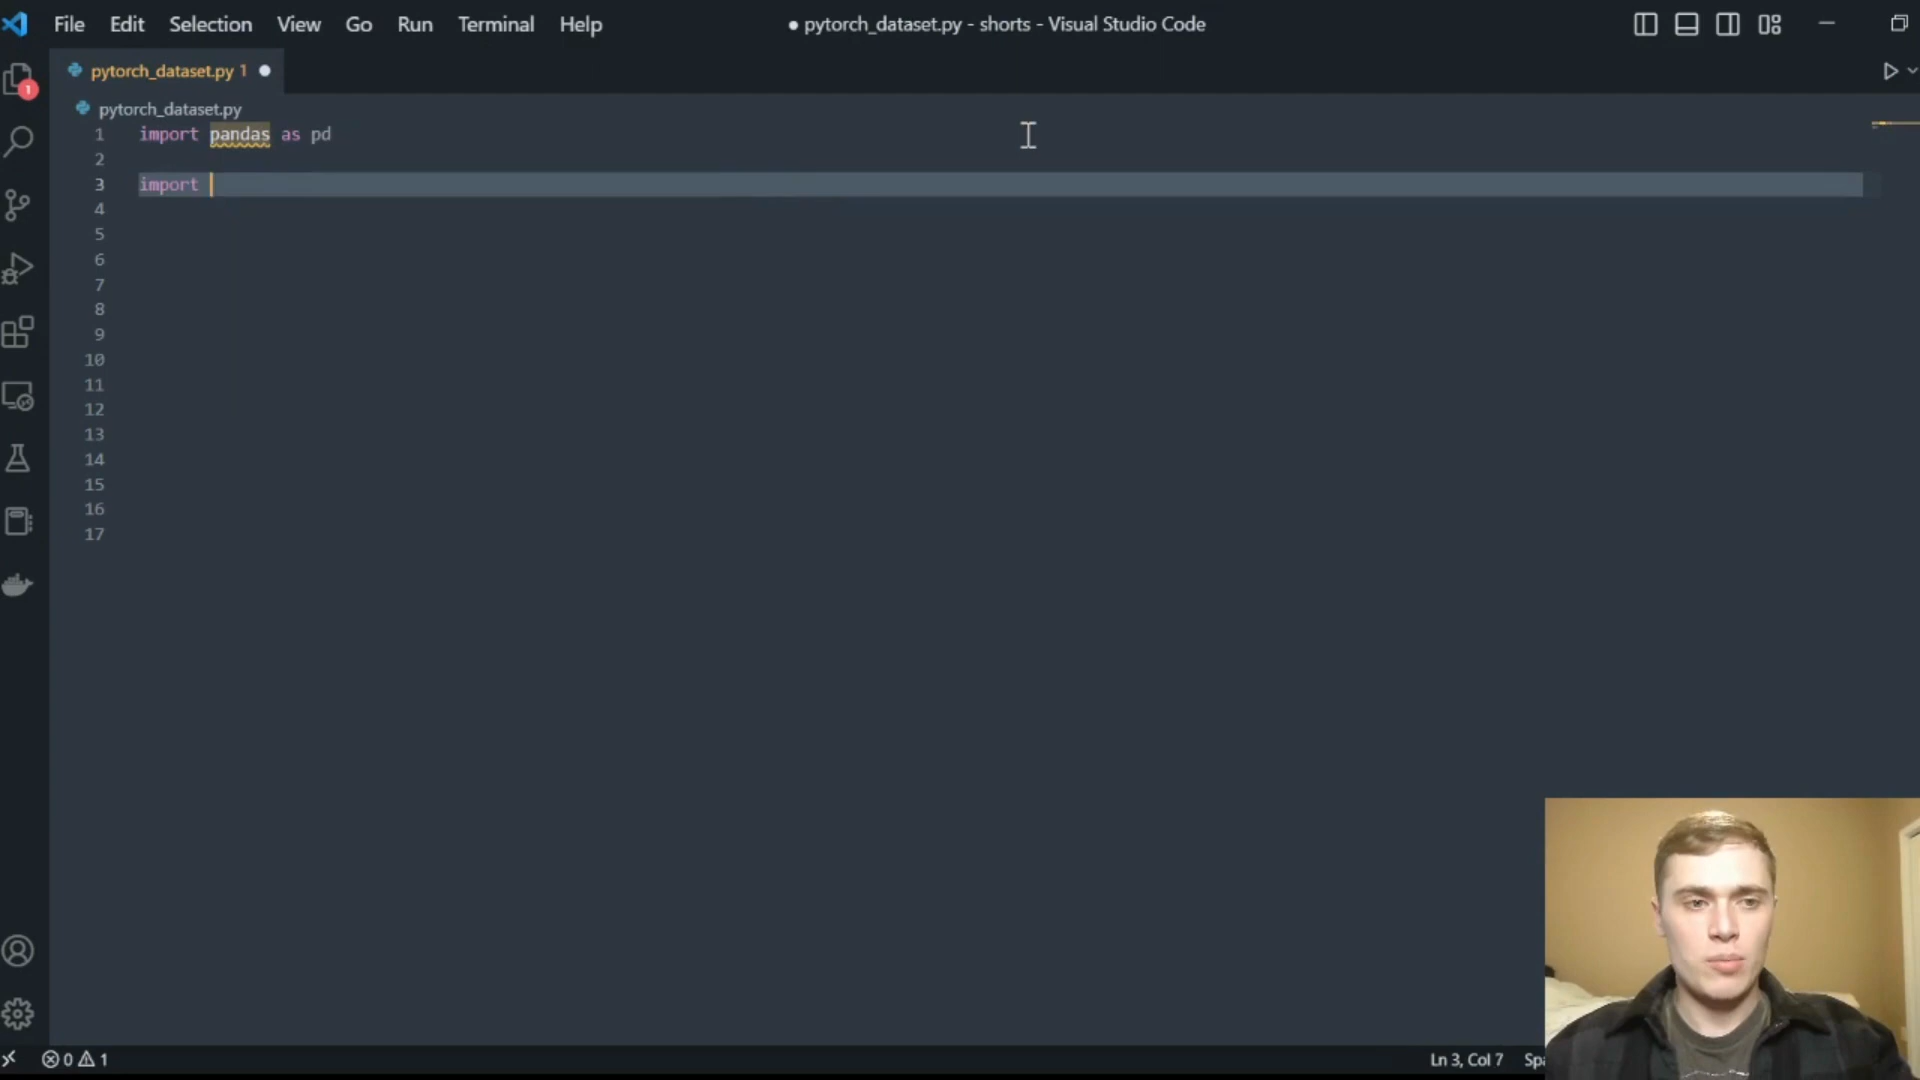 File Edit Selection View Go Run Terminal Help ● pytorch_dataset.py - shorts - Visual Studio Code
pytorch_dataset.py 1
1
pytorch_dataset.py
1 import pandas as pd
2
3 import
4
5
6
7
8
9
10
11
12
13
14
15
16
17
0 1 Ln 3, Col 7 Spa